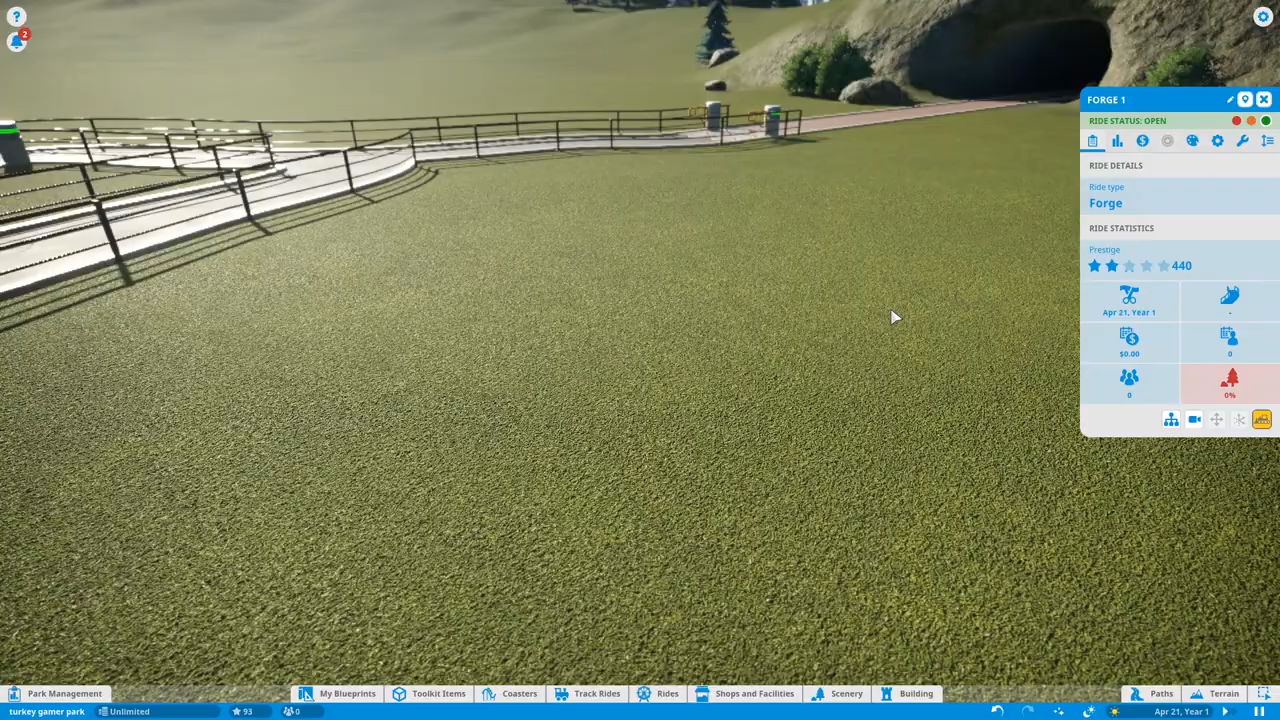 ?
2
FORGE 1
RIDE STATUS: OPEN
RIDE DETAILS
Ride type
Forge
RIDE STATISTICS
Prestige
440
Apr 21, Year 1
-
$0.00
0
0
0%
Park Management
My Blueprints
Toolkit Items
Coasters
Track Rides
Rides
Shops and Facilities
Scenery
Building
Paths
Terrain
turkey gamer park
Unlimited
93
0
Apr 21, Year 1